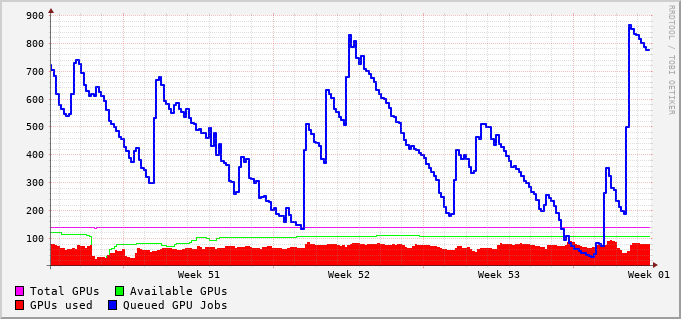 RRDTOOL / TOBI OETIKER
900
800
700
600
500
400
300
200
100
Week 51 Week 52 Week 53 Week 01
Total GPUs Available GPUs
GPUs used Queued GPU Jobs